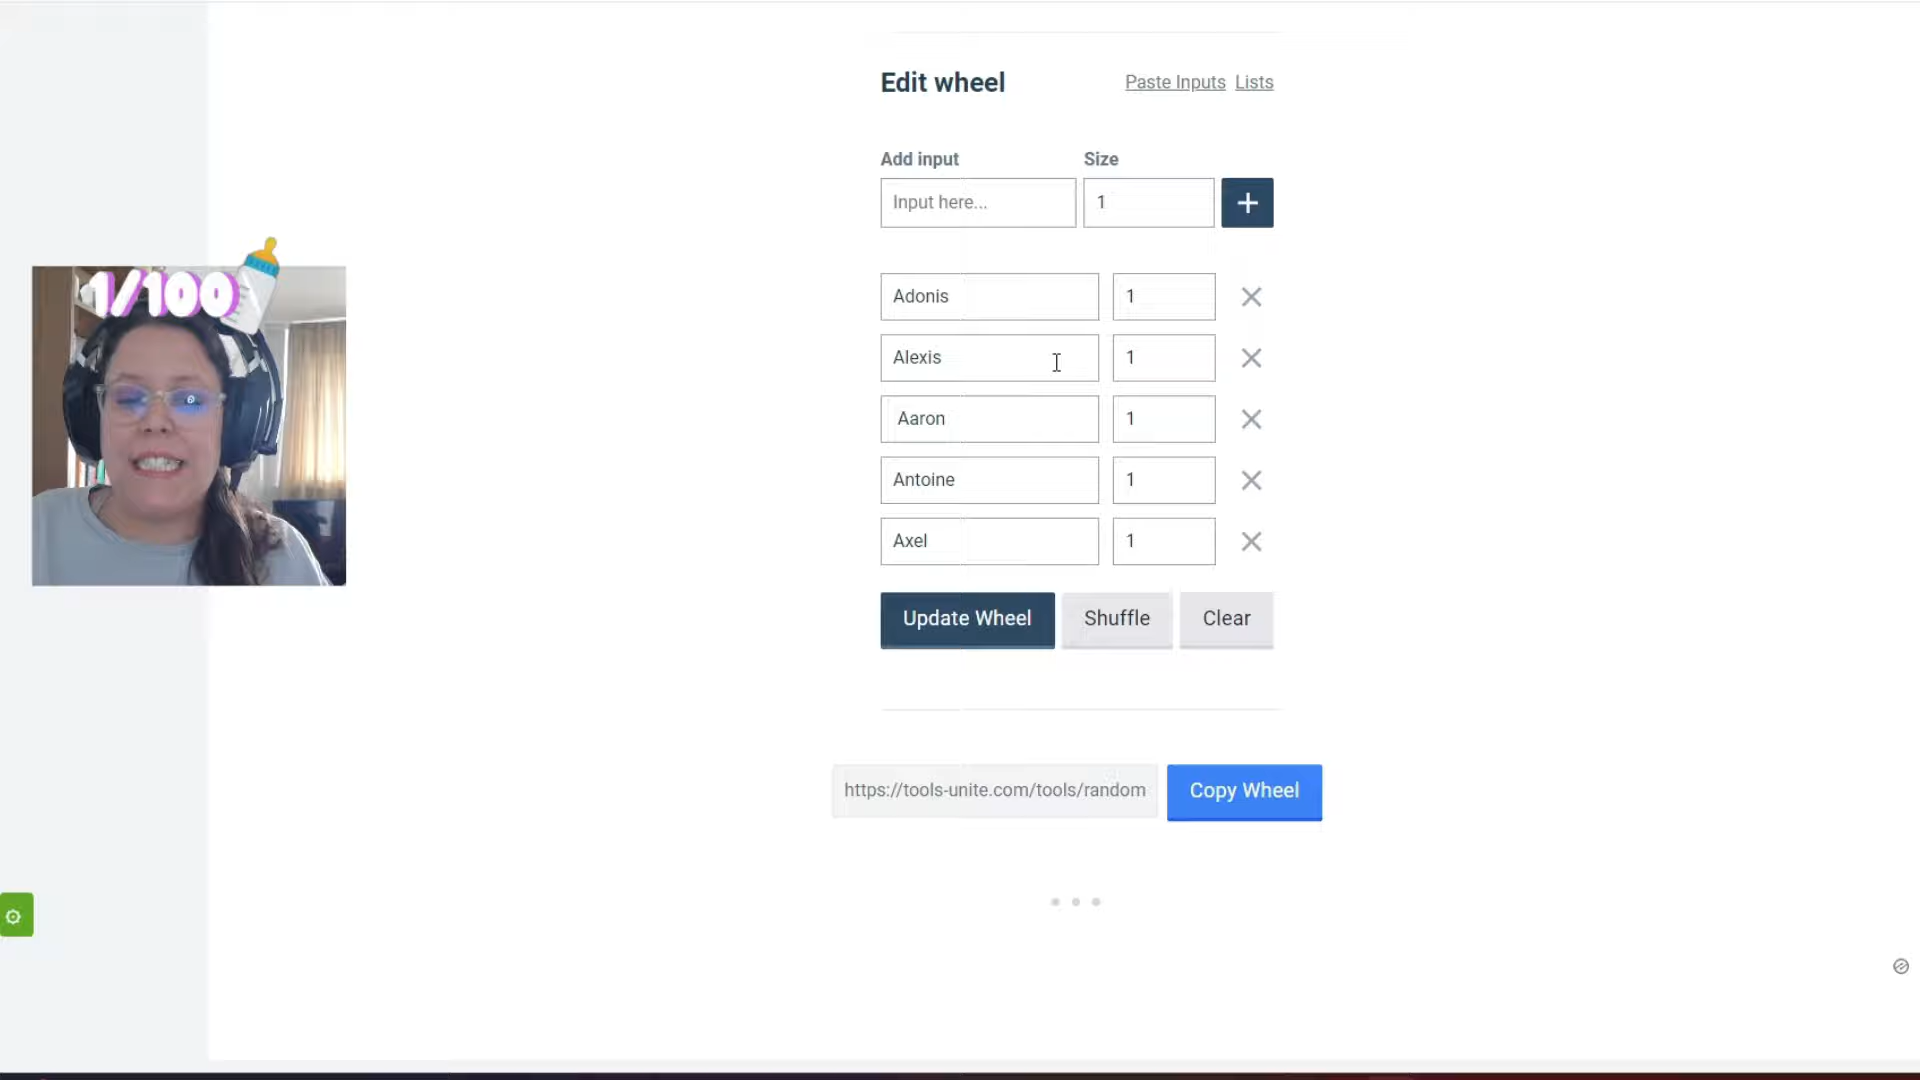 Edit wheel
Paste Inputs Lists
Add input Size
Input here... 1
1/100
Adonis 1
Alexis 1
Aaron 1
Antoine 1
Axel 1
Update Wheel Shuffle Clear
https://tools-unite.com/tools/random Copy Wheel